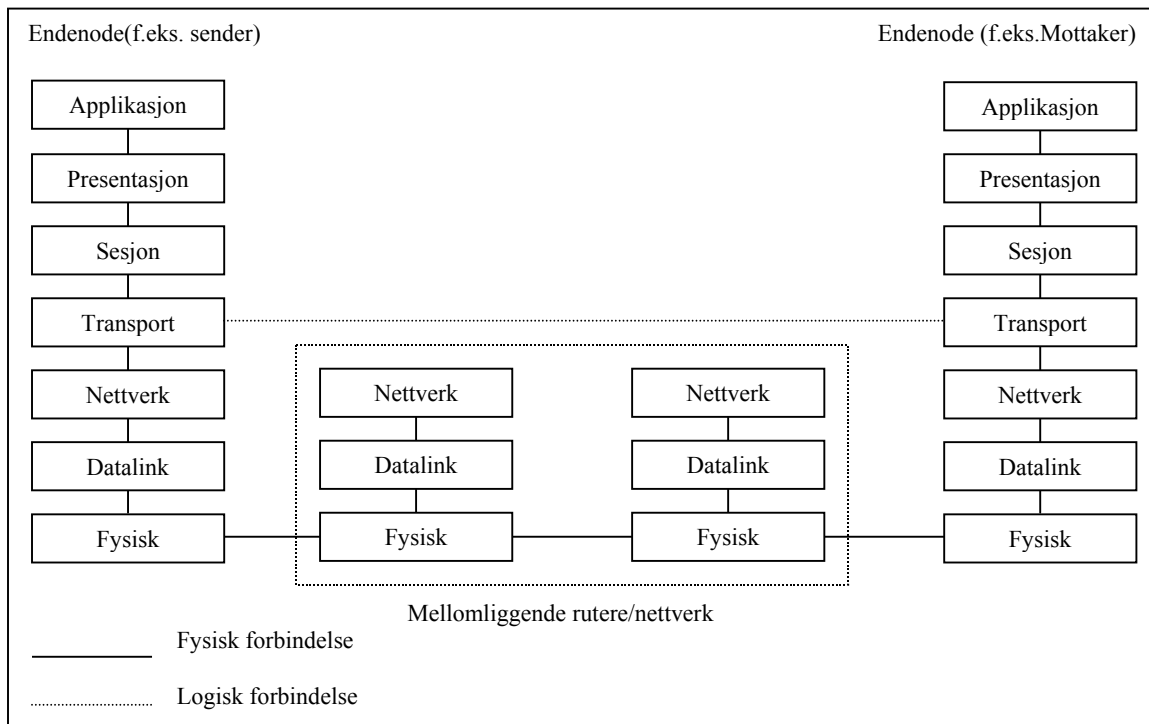 Endenode(f.eks. sender)
Endenode (f.eks.Mottaker)
Applikasjon
Applikasjon
Presentasjon
Presentasjon
Sesjon
Sesjon
Transport
Transport
Nettverk
Nettverk
Nettverk
Nettverk
Datalink
Datalink
Datalink
Datalink
Fysisk
Fysisk
Fysisk
Fysisk
Mellomliggende rutere/nettverk
Fysisk forbindelse
Logisk forbindelse